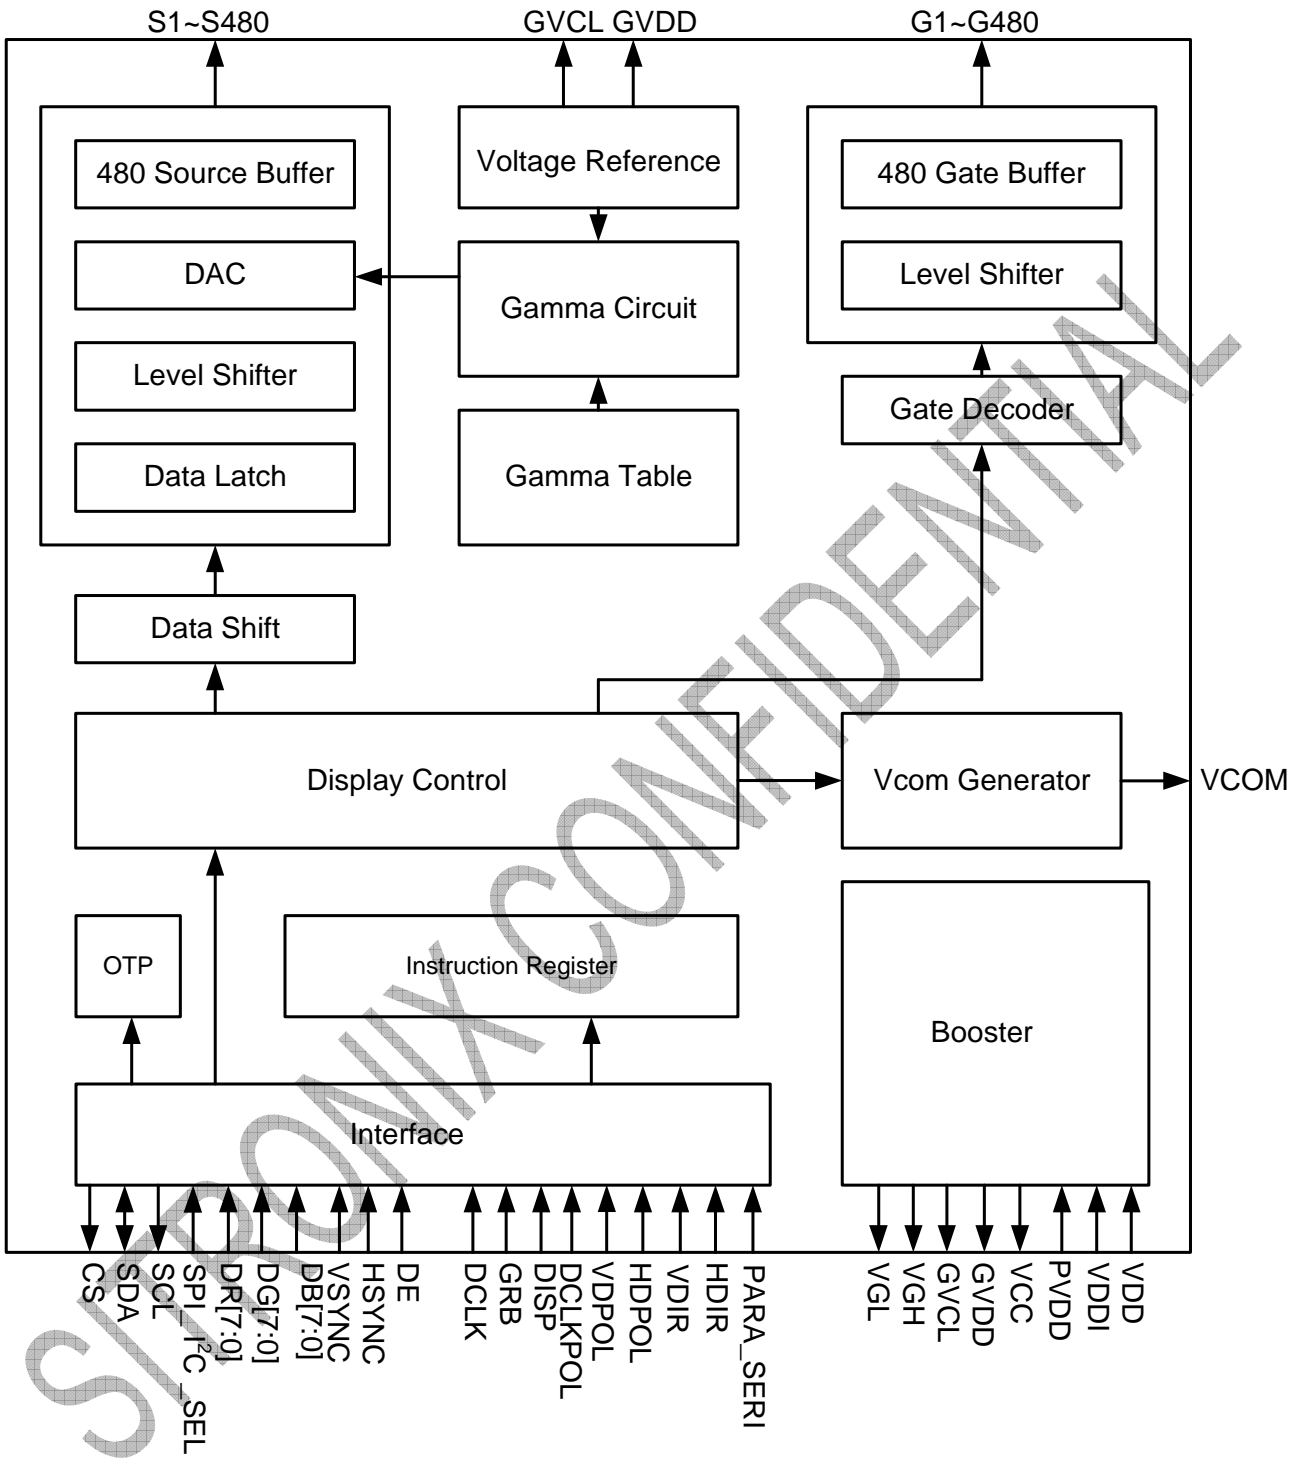 S1~S480
GVCL GVDD
G1~G480
480 Source Buffer
Voltage Reference
480 Gate Buffer
DAC
Gamma Circuit
Level Shifter
Level Shifter
Gate Decoder
Data Latch
Gamma Table
Data Shift
Display Control
Vcom Generator
VCOM
OTP
Instruction Register
Booster
Interface
CS
SDA
SCL
SPI_I²C_SEL
DR[7:0]
DG[7:0]
DB[7:0]
VSYNC
HSYNC
DE
DCLK
GRB
DISP
DCLKPOL
VDPOL
HDPOL
VDIR
HDIR
PARA_SERI
VGL
VGH
GVCL
GVDD
VCC
PVDD
VDDI
VDD
SITRONIX CONFIDENTIAL